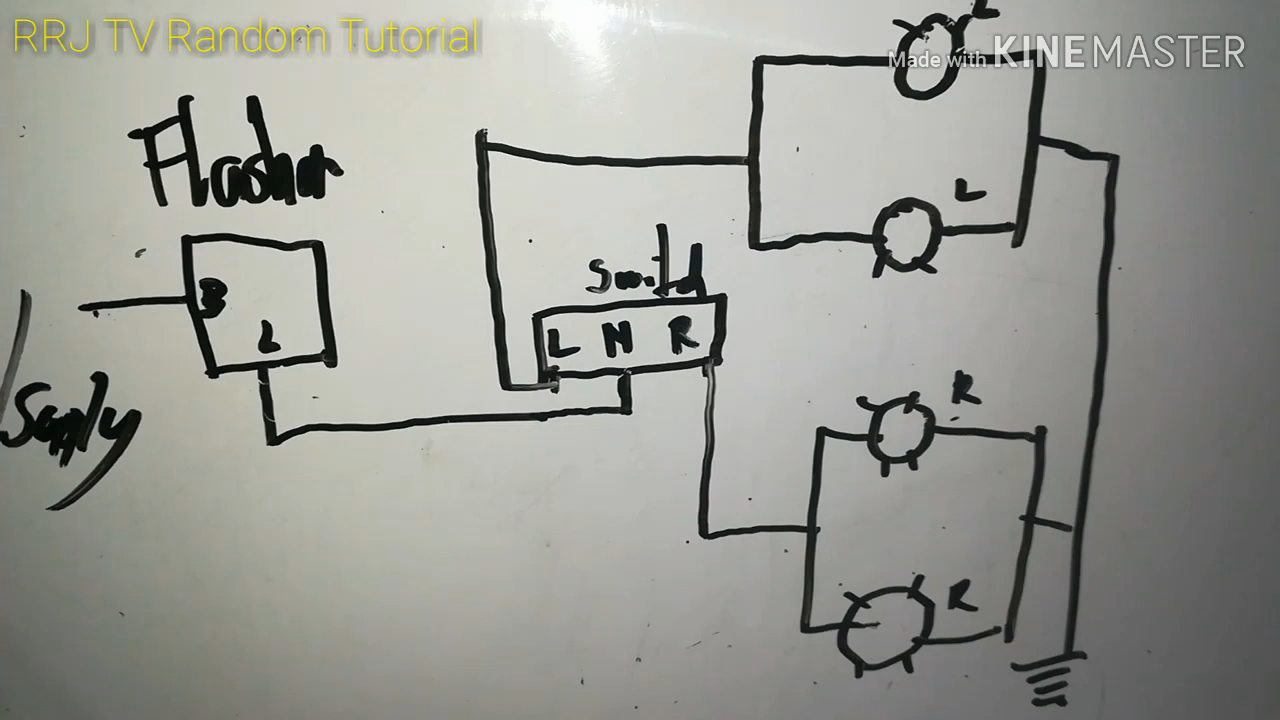 RRJ TV Random Tutorial
L
Made with KINEMASTER
Flasher
L
Switch
B
L
L N R
R
Supply
R